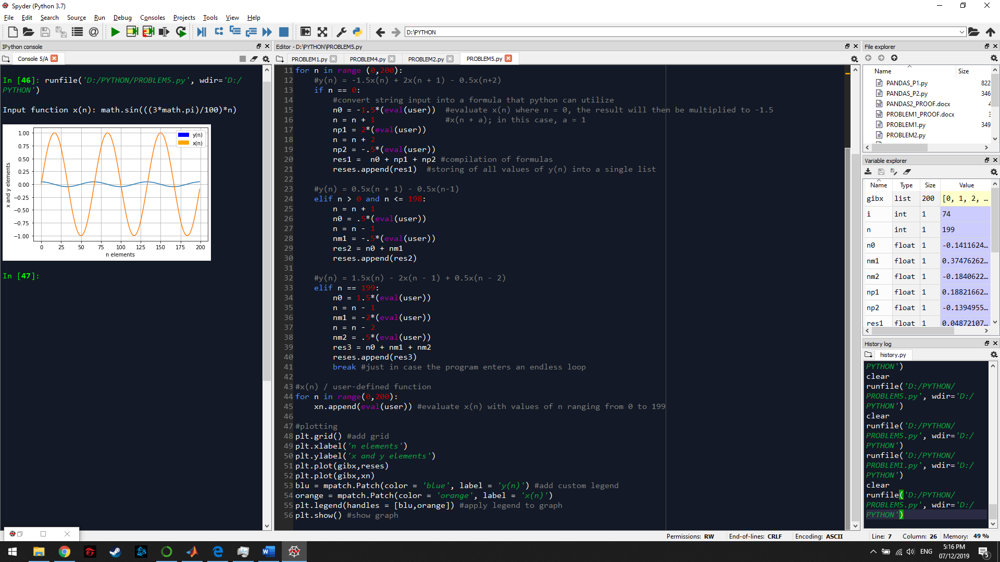 Spyder (Python 3.7)
File Edit Search Source Run Debug Consoles Projects Tools View Help
D:\PYTHON
IPython console
Console 5/A
In [46]: runfile('D:/PYTHON/PROBLEM5.py', wdir='D:/
PYTHON')
Input function x(n): math.sin(((3*math.pi)/100)*n)
y(n)
x(n)
1.00
0.75
0.50
0.25
0.00
−0.25
−0.50
−0.75
−1.00
x and y elements
0 25 50 75 100 125 150 175 200
n elements
In [47]:
Editor - D:\PYTHON\PROBLEM5.py
PROBLEM1.py PROBLEM4.py PROBLEM2.py PROBLEM5.py
11 for n in range (0,200):
12 #y(n) = -1.5x(n) + 2x(n + 1) - 0.5x(n+2)
13 if n == 0:
14 #convert string input into a formula that python can utilize
15 n0 = -1.5*(eval(user)) #evaluate x(n) where n = 0, the result will then be multiplied to -1.5
16 n = n + 1 #x(n + a); in this case, a = 1
17 np1 = 2*(eval(user))
18 n = n + 2
19 np2 = -.5*(eval(user))
20 res1 = n0 + np1 + np2 #compilation of formulas
21 reses.append(res1) #storing of all values of y(n) into a single list
22
23 #y(n) = 0.5x(n + 1) - 0.5x(n-1)
24 elif n > 0 and n <= 198:
25 n = n + 1
26 n0 = .5*(eval(user))
27 n = n - 1
28 nm1 = -.5*(eval(user))
29 res2 = n0 + nm1
30 reses.append(res2)
31
32 #y(n) = 1.5x(n) - 2x(n - 1) + 0.5x(n - 2)
33 elif n == 199:
34 n0 = 1.5*(eval(user))
35 n = n - 1
36 nm1 = -2*(eval(user))
37 n = n - 2
38 nm2 = .5*(eval(user))
39 res3 = n0 + nm1 + nm2
40 reses.append(res3)
41 break #just in case the program enters an endless loop
42
43 #x(n) / user-defined function
44 for n in range(0,200):
45 xn.append(eval(user)) #evaluate x(n) with values of n ranging from 0 to 199
46
47 #plotting
48 plt.grid() #add grid
49 plt.xlabel('n elements')
50 plt.ylabel('x and y elements')
51 plt.plot(gibx,reses)
52 plt.plot(gibx,xn)
53 blu = mpatch.Patch(color = 'blue', label = 'y(n)') #add custom legend
54 orange = mpatch.Patch(color = 'orange', label = 'x(n)')
55 plt.legend(handles = [blu,orange]) #apply legend to graph
56 plt.show() #show graph
File explorer
Name Size
PANDAS_P1.py 822
PANDAS_P2.py 346
PANDAS2_PROOF.docx 4
PROBLEM1_PROOF.docx 3
PROBLEM1.py 349
PROBLEM2.py
Variable explorer
Name Type Size Value
gibx list 200 [0, 1, 2, …
i int 1 74
n int 1 199
n0 float 1 -0.1411624…
nm1 float 1 0.37476262…
nm2 float 1 -0.1840622…
np1 float 1 0.18821662…
np2 float 1 -0.1394955…
res1 float 1 0.04872107…
History log
history.py
PYTHON')
clear
runfile('D:/PYTHON/
PROBLEM5.py', wdir='D:/
PYTHON')
clear
runfile('D:/PYTHON/
PROBLEM5.py', wdir='D:/
PYTHON')
runfile('D:/PYTHON/
PROBLEM1.py', wdir='D:/
PYTHON')
clear
runfile('D:/PYTHON/
PROBLEM5.py', wdir='D:/
PYTHON')
Permissions: RW End-of-lines: CRLF Encoding: ASCII Line: 7 Column: 26 Memory: 49 %
ENG
5:16 PM
07/12/2019
5